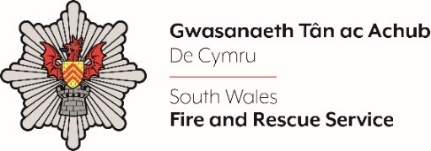 Gwasanaeth Tân ac Achub
De Cymru
South Wales
Fire and Rescue Service